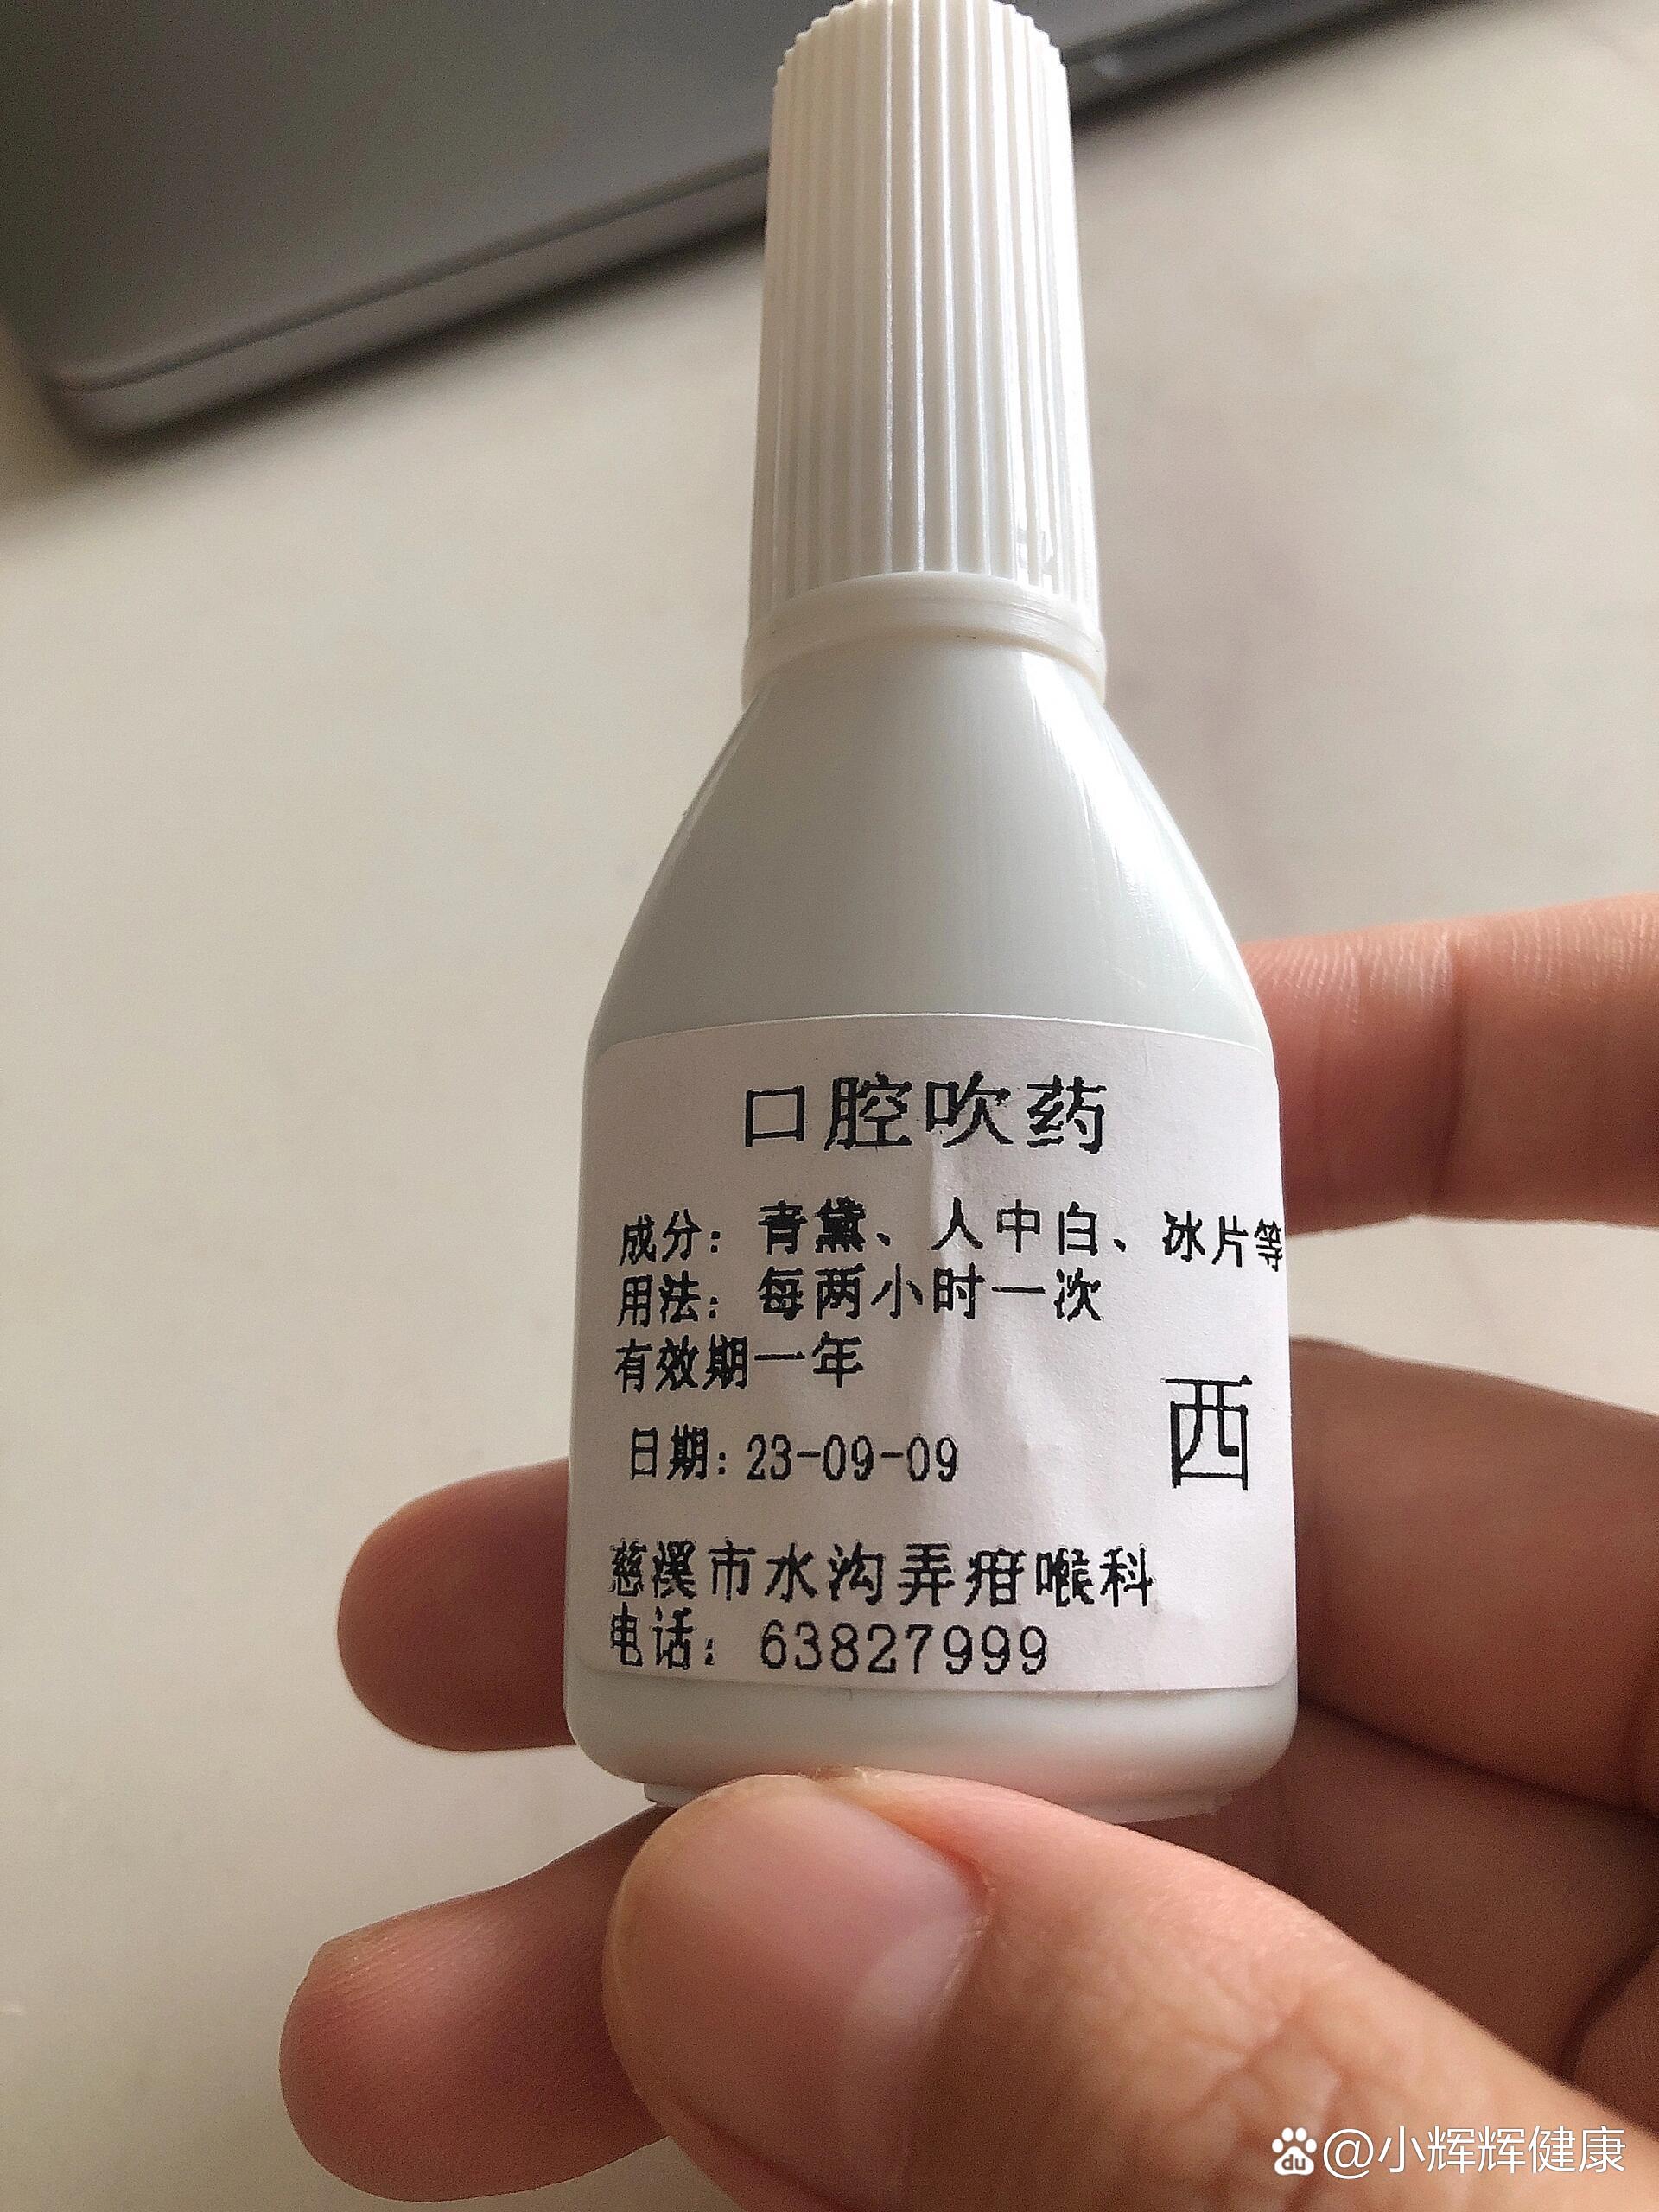 口腔吹药
成分：青黛、人中白、冰片等
用法：每两小时一次
有效期一年
西
日期：23-09-09
慈溪市水沟弄疳喉科
电话：63827999
du @小辉辉健康